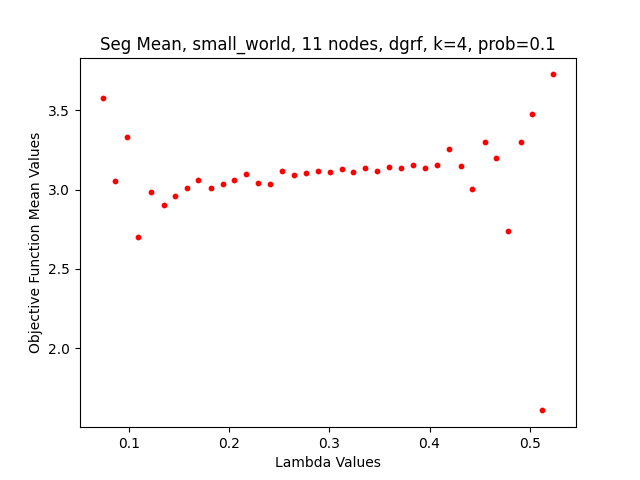 Seg Mean, small_world, 11 nodes, dgrf, k=4, prob=0.1
Objective Function Mean Values
3.5
3.0
2.5
2.0
0.1 0.2 0.3 0.4 0.5
Lambda Values